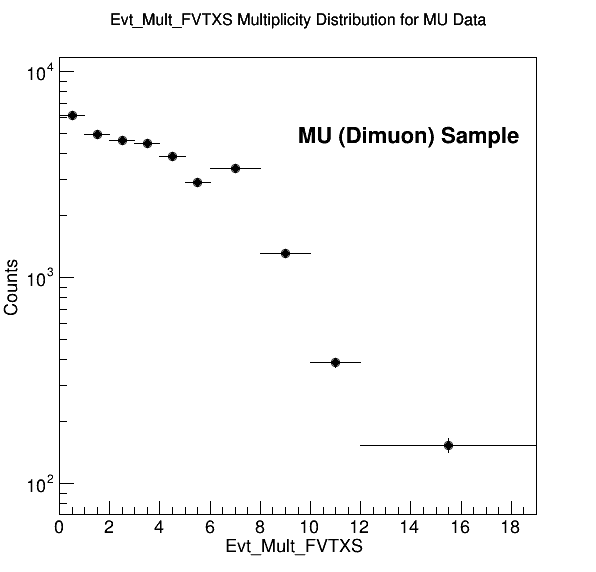 Evt_Mult_FVTXS Multiplicity Distribution for MU Data
MU (Dimuon) Sample
Counts
10^4
10^3
10^2
0 2 4 6 8 10 12 14 16 18
Evt_Mult_FVTXS